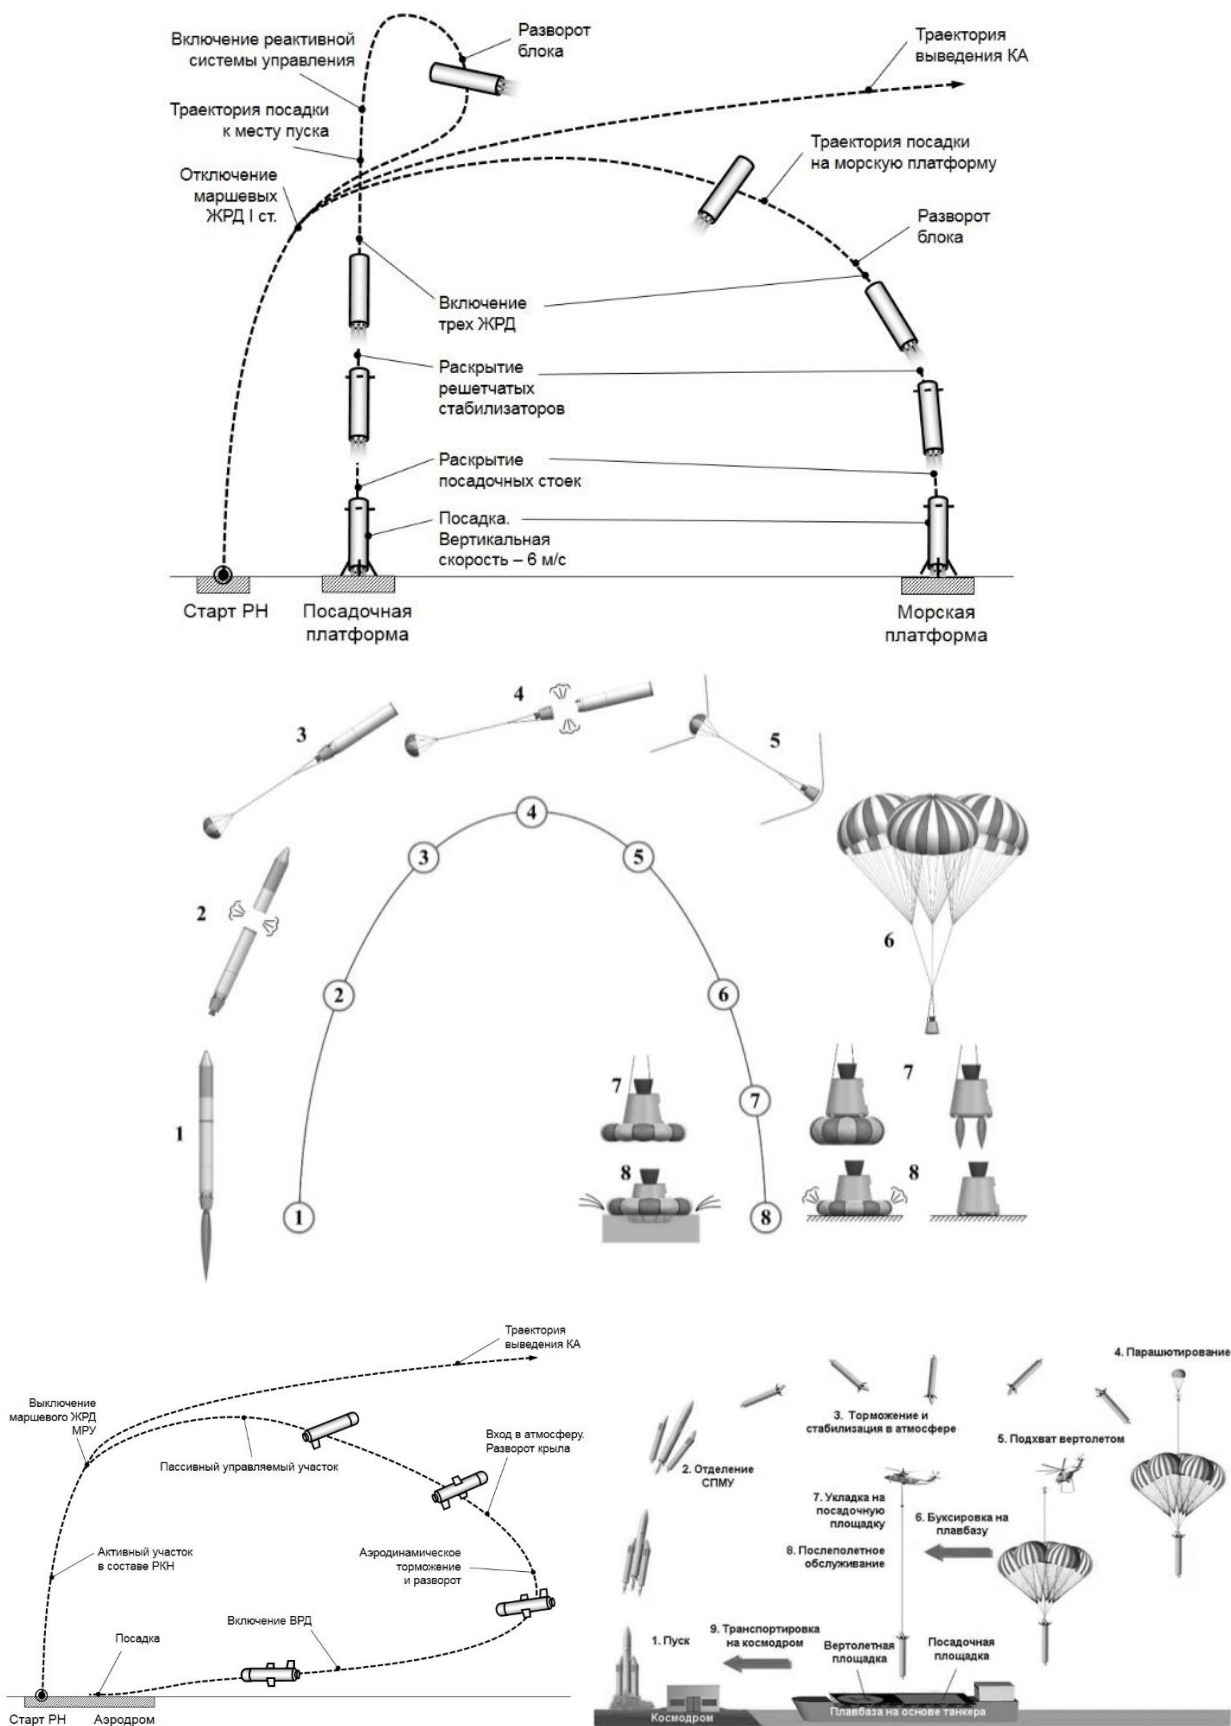 Включение реактивной
системы управления
Разворот
блока
Траектория
выведения КА
Траектория посадки
к месту пуска
Траектория посадки
на морскую платформу
Отключение
маршевых
ЖРД I ст.
Разворот
блока
Включение
трех ЖРД
Раскрытие
решетчатых
стабилизаторов
Раскрытие
посадочных стоек
Посадка.
Вертикальная
скорость – 6 м/с
Старт РН
Посадочная
платформа
Морская
платформа
4
3
5
4
3
5
2
6
2
6
7
7
7
1
8
8
1
8
Траектория
выведения КА
Выключение
маршевого ЖРД
МРУ
Пассивный управляемый участок
Вход в атмосферу.
Разворот крыла
Активный участок
в составе РКН
Аэродинамическое
торможение
и разворот
Включение ВРД
Посадка
Старт РН
Аэродром
4. Парашютирование
3. Торможение и
стабилизация в атмосфере
5. Подхват вертолетом
2. Отделение
СПМУ
7. Укладка на
посадочную
площадку
6. Буксировка на
плавбазу
8. Послеполетное
обслуживание
1. Пуск
9. Транспортировка
на космодром
Вертолетная
площадка
Посадочная
площадка
Космодром
Плавбаза на основе танкера